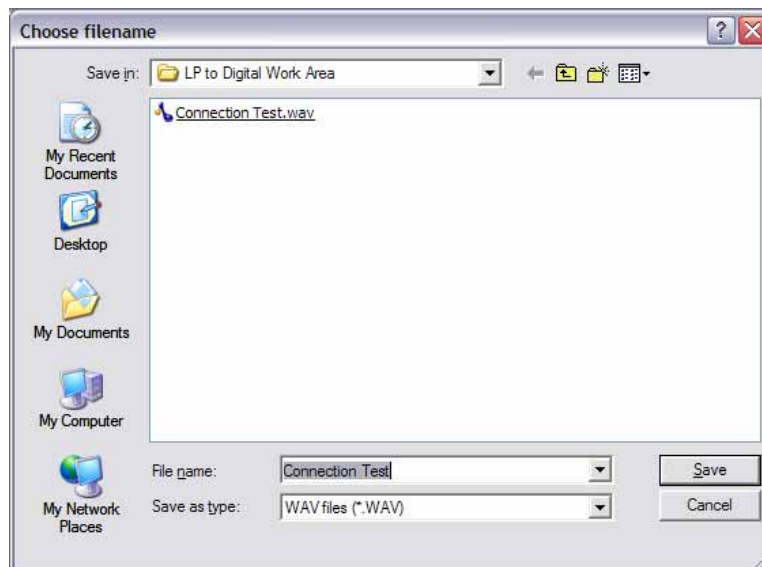 Choose filename
Save in:
LP to Digital Work Area
Connection Test.wav
My Recent
Documents
Desktop
My Documents
My Computer
My Network
Places
File name:
Connection Test
Save
Save as type:
WAV files (*.WAV)
Cancel